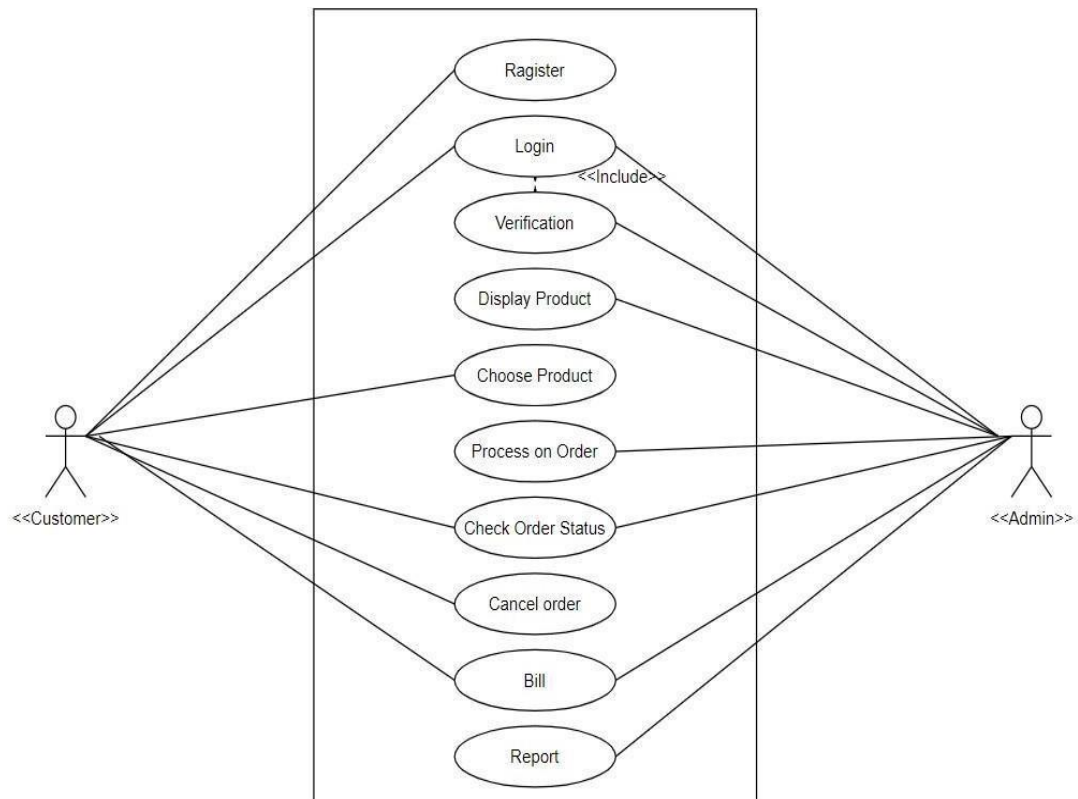 Ragister
Login
<<Include>>
Verification
Display Product
Choose Product
Process on Order
Check Order Status
<<Customer>>
<<Admin>>
Cancel order
Bill
Report